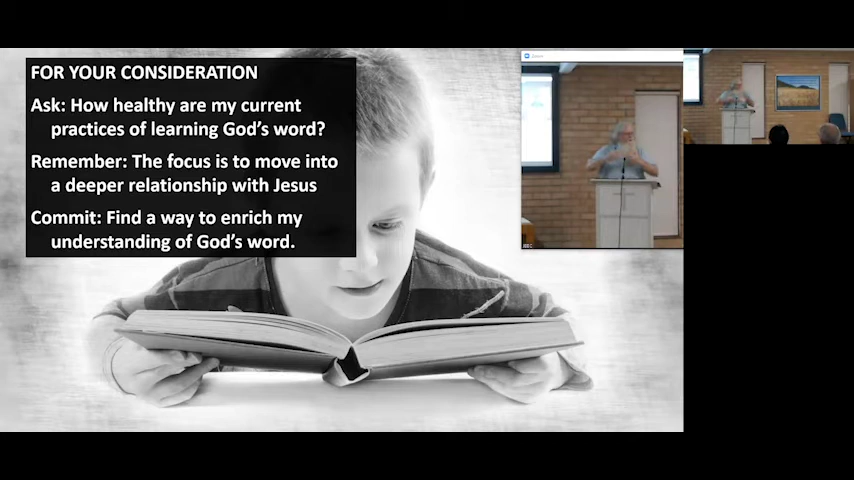 FOR YOUR CONSIDERATION
Ask: How healthy are my current
practices of learning God's word?
Remember: The focus is to move into
a deeper relationship with Jesus
Commit: Find a way to enrich my
understanding of God's word.